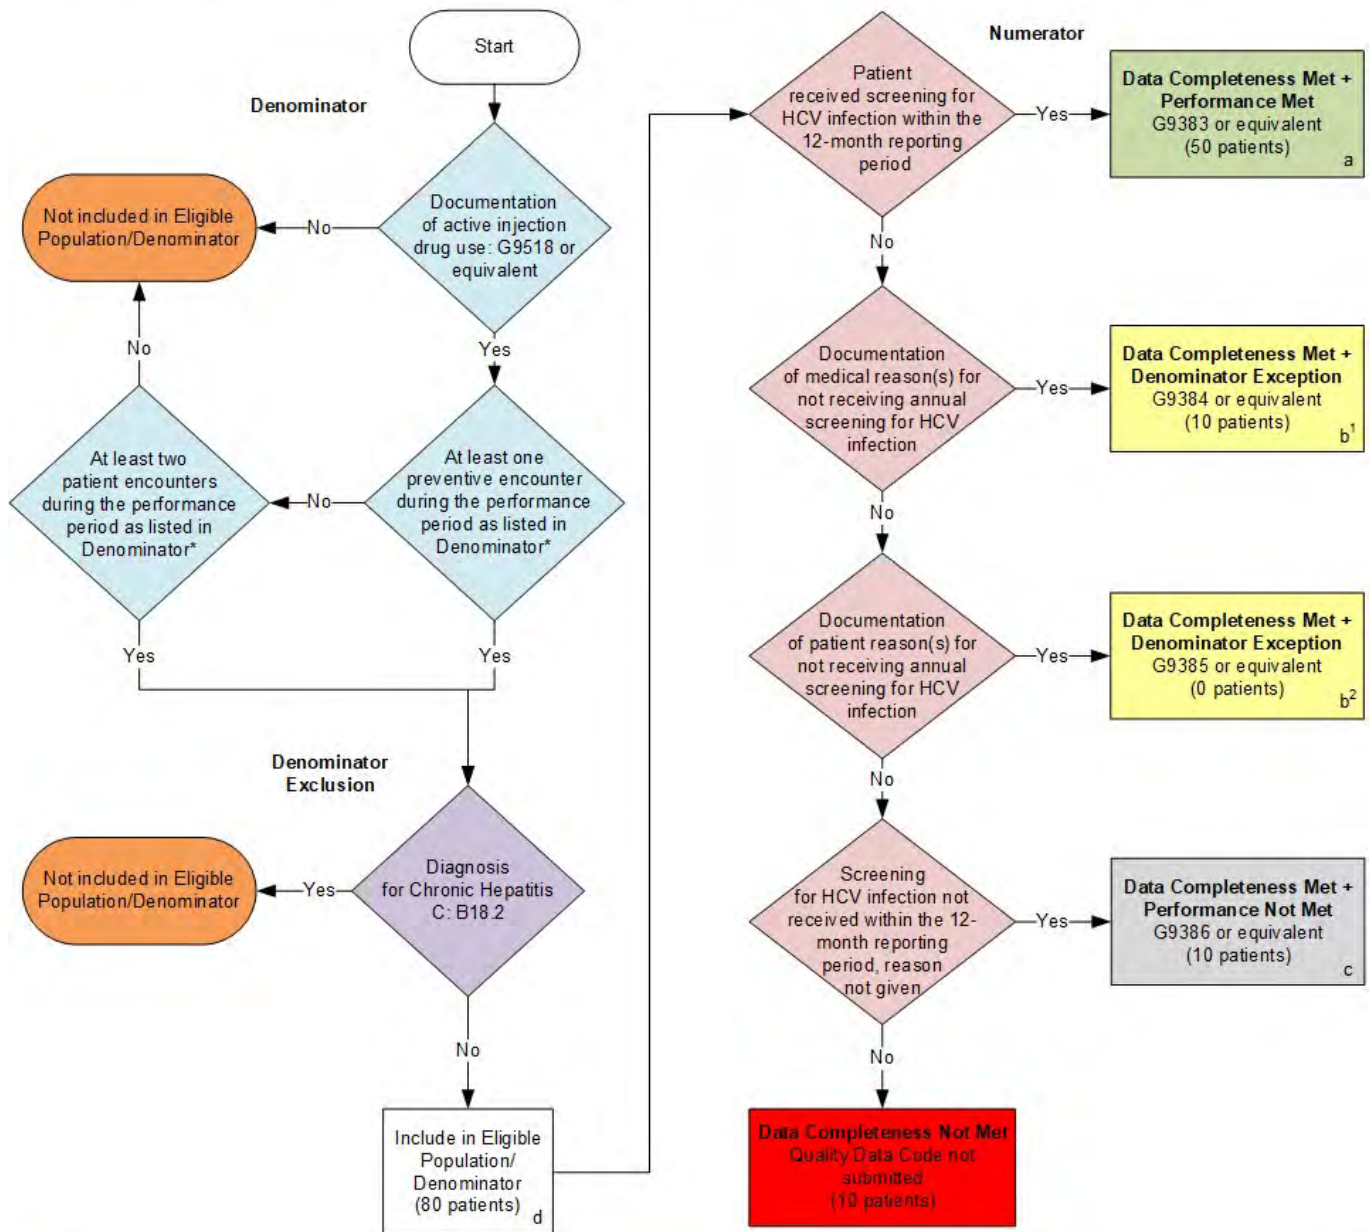 Start
Denominator
Documentation
of active injection
drug use: G9518 or
equivalent
No
Not included in Eligible
Population/Denominator
Yes
At least one
preventive encounter
during the performance
period as listed in
Denominator*
No
At least two
patient encounters
during the performance
period as listed in
Denominator*
No
Yes
Yes
Denominator
Exclusion
Diagnosis
for Chronic Hepatitis
C: B18.2
Yes
Not included in Eligible
Population/Denominator
No
Include in Eligible
Population/
Denominator
(80 patients)
d
Numerator
Patient
received screening for
HCV infection within the
12-month reporting
period
Yes
Data Completeness Met +
Performance Met
G9383 or equivalent
(50 patients)
a
No
Documentation
of medical reason(s) for
not receiving annual
screening for HCV
infection
Yes
Data Completeness Met +
Denominator Exception
G9384 or equivalent
(10 patients)
b¹
No
Documentation
of patient reason(s) for
not receiving annual
screening for HCV
infection
Yes
Data Completeness Met +
Denominator Exception
G9385 or equivalent
(0 patients)
b²
No
Screening
for HCV infection not
received within the 12-
month reporting
period, reason
not given
Yes
Data Completeness Met +
Performance Not Met
G9386 or equivalent
(10 patients)
c
No
Data Completeness Not Met
Quality Data Code not
submitted
(10 patients)